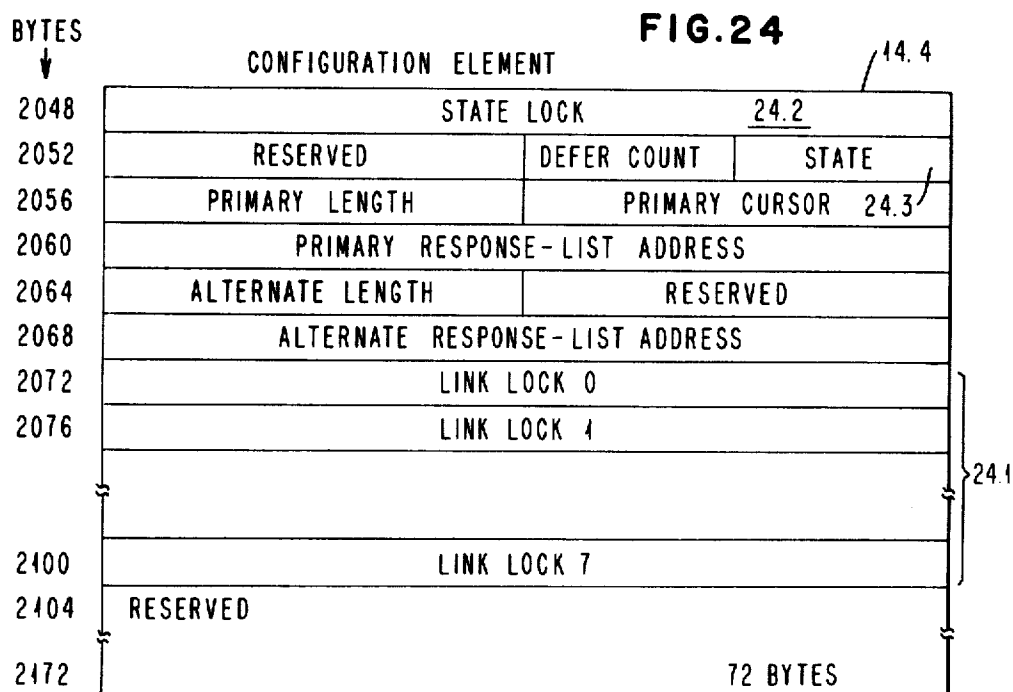 BYTES
FIG.24
CONFIGURATION ELEMENT
14.4
2048 STATE LOCK 24.2
2052 RESERVED DEFER COUNT STATE
2056 PRIMARY LENGTH PRIMARY CURSOR 24.3
2060 PRIMARY RESPONSE-LIST ADDRESS
2064 ALTERNATE LENGTH RESERVED
2068 ALTERNATE RESPONSE-LIST ADDRESS
2072 LINK LOCK 0
2076 LINK LOCK 1
24.1
2100 LINK LOCK 7
2104 RESERVED
2172 72 BYTES